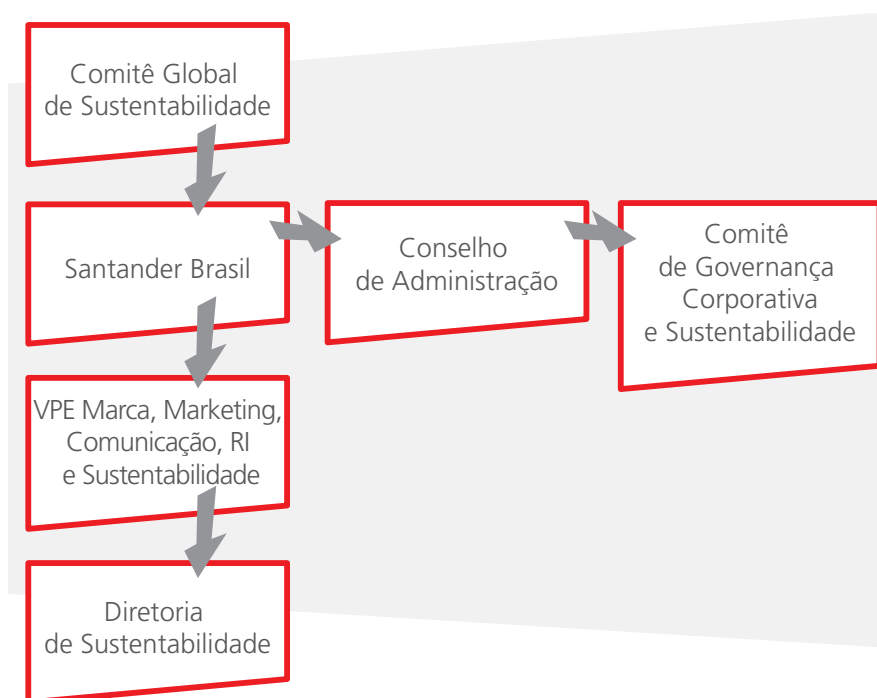 Comitê Global
de Sustentabilidade
Santander Brasil
Conselho
de Administração
Comitê
de Governança
Corporativa
e Sustentabilidade
VPE Marca, Marketing,
Comunicação, RI
e Sustentabilidade
Diretoria
de Sustentabilidade